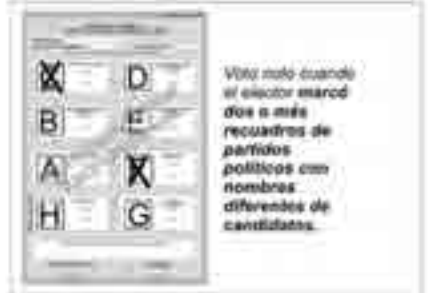 X D
B E
A X
H G
Voto nulo cuando
el elector marcó
dos o más
recuadros de
partidos
políticos con
nombres
diferentes de
candidatos.